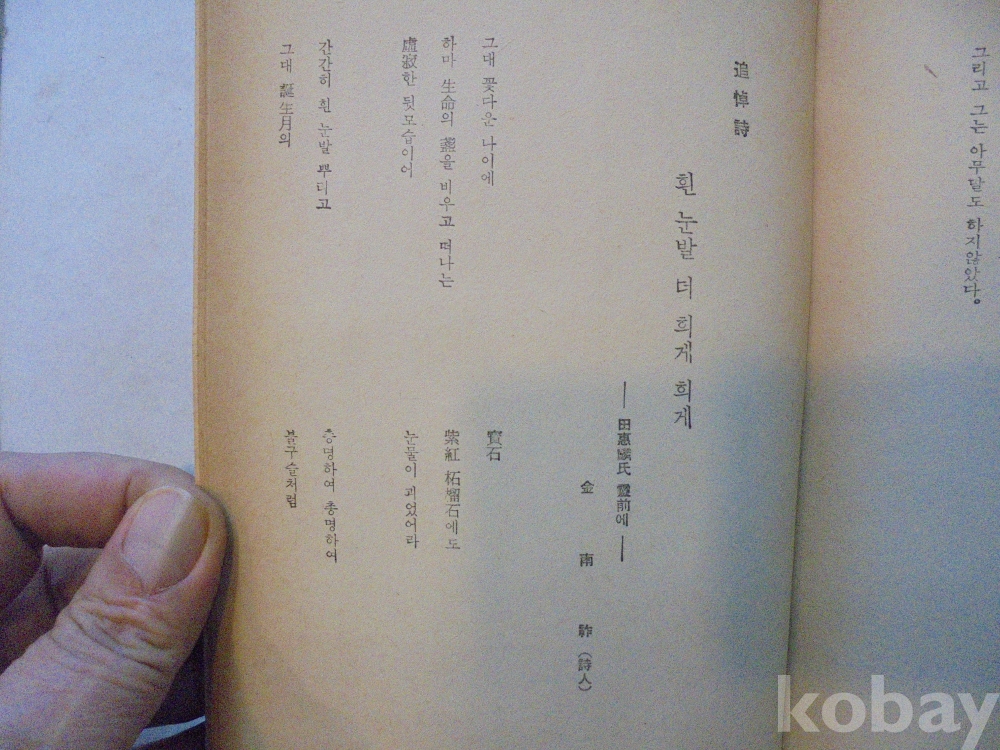 그리고 그는 아무말도 하지않았다。
追悼詩
흰 눈발 더 희게 희게
── 田惠麟氏 靈前에 ──
金南祚 (詩人)
그대 꽃다운 나이에
하마 生命의 盞을 비우고 떠나는
虛寂한 뒷모습이어
간간히 흰 눈발 뿌리고
그대 誕生月의
寶石
紫紅 柘榴石에도
눈물이 괴었어라
총명하여 총명하여
불구슬처럼
kobay